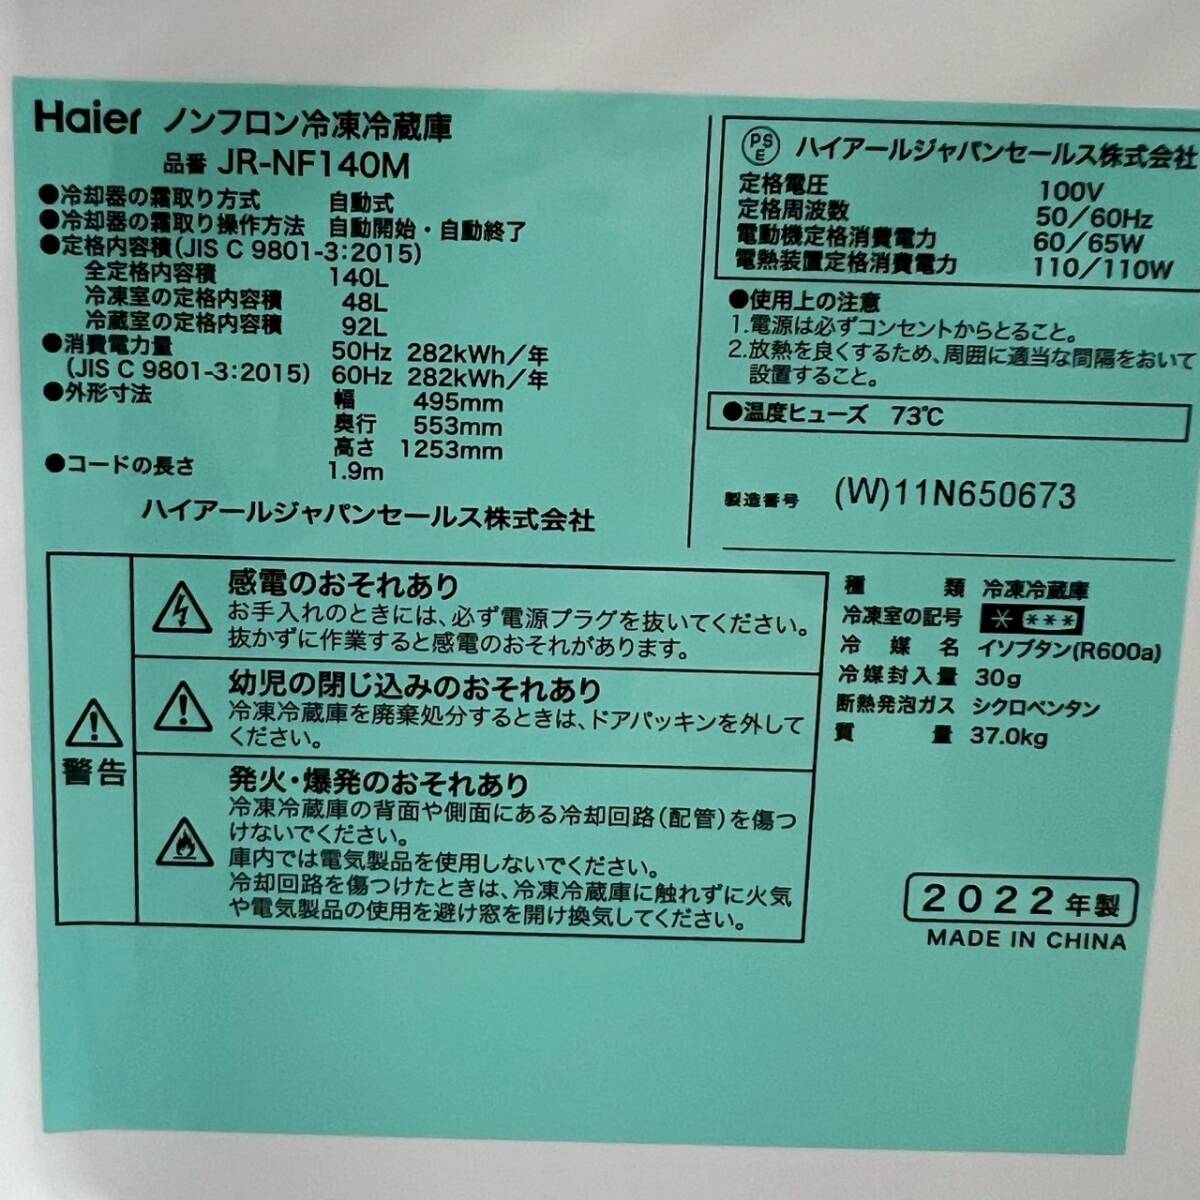 Haier ノンフロン冷凍冷蔵庫
品番 JR-NF140M
●冷却器の霜取り方式 自動式
●冷却器の霜取り操作方法 自動開始・自動終了
●定格内容積(JIS C 9801-3:2015)
全定格内容積 140L
冷凍室の定格内容積 48L
冷蔵室の定格内容積 92L
●消費電力量 50Hz 282kWh/年
(JIS C 9801-3:2015) 60Hz 282kWh/年
●外形寸法 幅 495mm
奥行 553mm
高さ 1253mm
●コードの長さ 1.9m
ハイアールジャパンセールス株式会社
PSE ハイアールジャパンセールス株式会社
定格電圧 100V
定格周波数 50/60Hz
電動機定格消費電力 60/65W
電熱装置定格消費電力 110/110W
●使用上の注意
1.電源は必ずコンセントからとること。
2.放熱を良くするため、周囲に適当な間隔をおいて
設置すること。
●温度ヒューズ 73℃
製造番号 (W)11N650673
警告
感電のおそれあり
お手入れのときには、必ず電源プラグを抜いてください。
抜かずに作業すると感電のおそれがあります。
幼児の閉じ込みのおそれあり
冷凍冷蔵庫を廃棄処分するときは、ドアパッキンを外して
ください。
発火・爆発のおそれあり
冷凍冷蔵庫の背面や側面にある冷却回路(配管)を傷つ
けないでください。
庫内では電気製品を使用しないでください。
冷却回路を傷つけたときは、冷凍冷蔵庫に触れずに火気
や電気製品の使用を避け窓を開け換気してください。
種類 冷凍冷蔵庫
冷凍室の記号 * ***
冷媒名 イソブタン(R600a)
冷媒封入量 30g
断熱発泡ガス シクロペンタン
質量 37.0kg
2022年製
MADE IN CHINA